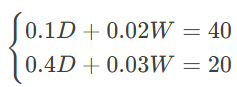 0.1D + 0.02W = 40
0.4D + 0.03W = 20